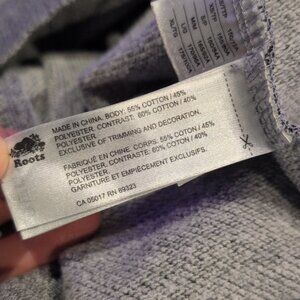 Roots
MADE IN CHINA. BODY: 55% COTTON / 45%
POLYESTER. CONTRAST: 60% COTTON / 40%
POLYESTER.
EXCLUSIVE OF TRIMMING AND DECORATION.
FABRIQUÉ EN CHINE. CORPS: 55% COTON / 45%
POLYESTER. CONTRASTE: 60% COTON / 40%
POLYESTER
GARNITURE ET EMPIÈCEMENT EXCLUSIFS.
CA 05017 RN 89323